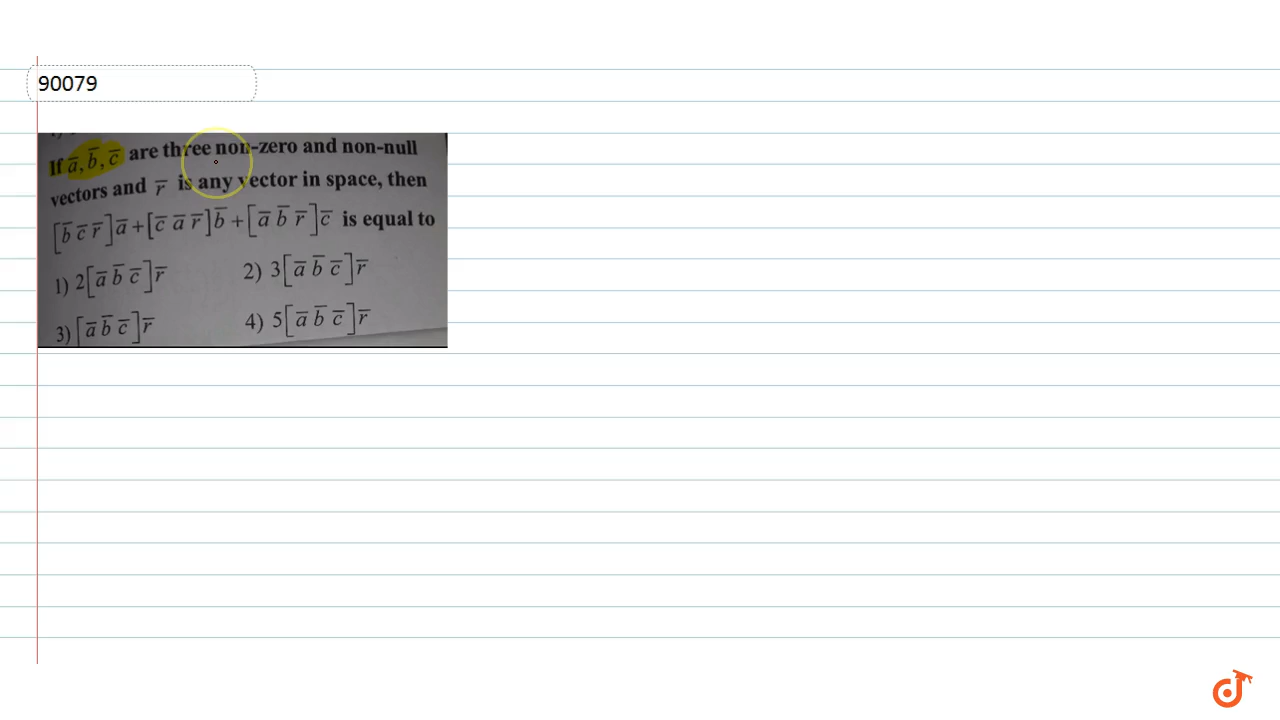 90079
If a̅, b̅, c̅ are three non-zero and non-null
vectors and r̅ is any vector in space, then
[b̅ c̅ r̅]a̅+[c̅ a̅ r̅]b̅+[a̅ b̅ r̅]c̅ is equal to
1) 2[a̅ b̅ c̅]r̅ 2) 3[a̅ b̅ c̅]r̅
3) [a̅ b̅ c̅]r̅ 4) 5[a̅ b̅ c̅]r̅